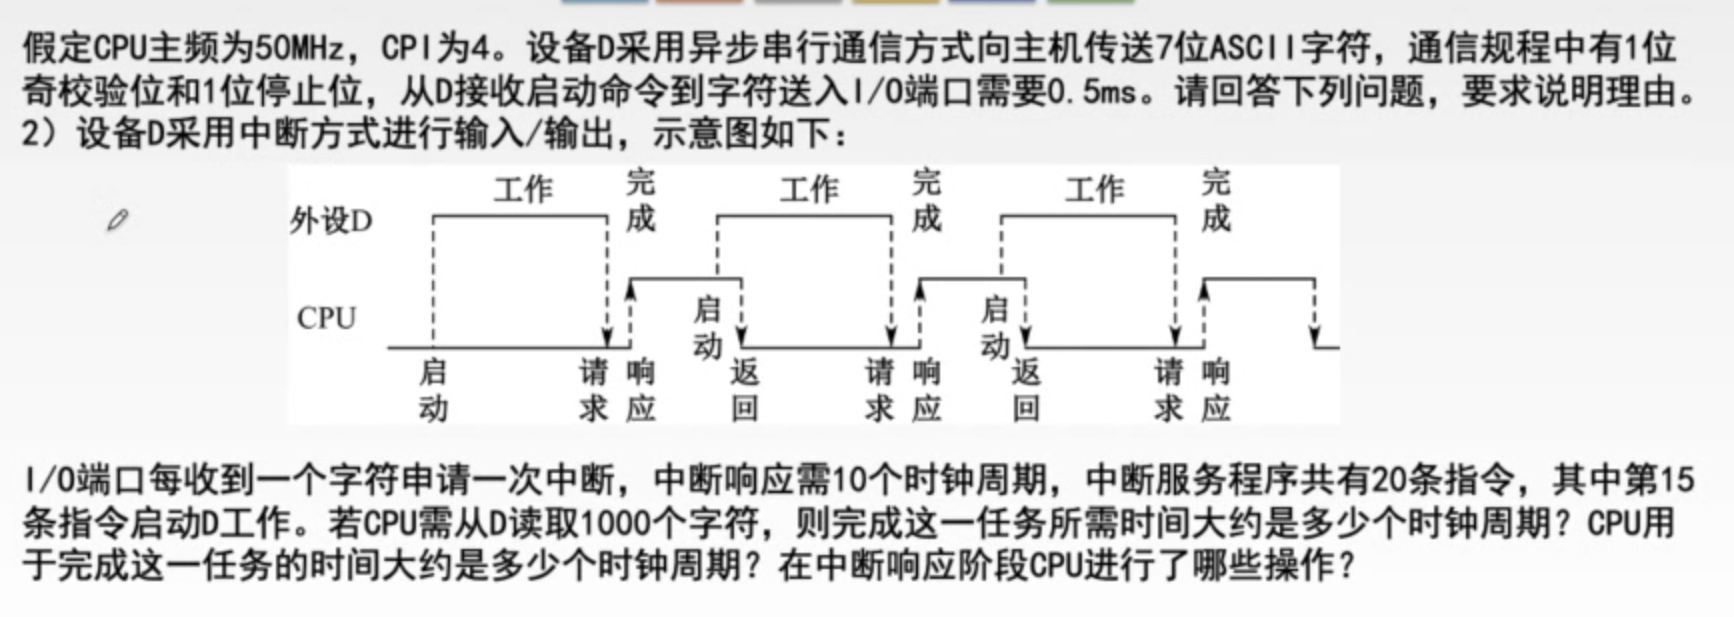 假定CPU主频为50MHz，CPI为4。设备D采用异步串行通信方式向主机传送7位ASCII字符，通信规程中有1位
奇校验位和1位停止位，从D接收启动命令到字符送入I/O端口需要0.5ms。请回答下列问题，要求说明理由。
2）设备D采用中断方式进行输入/输出，示意图如下：
工作 完成 工作 完成 工作 完成
外设D
CPU
启动 启动
启动 请求 响应 返回 请求 响应 返回 请求 响应
I/O端口每收到一个字符申请一次中断，中断响应需10个时钟周期，中断服务程序共有20条指令，其中第15
条指令启动D工作。若CPU需从D读取1000个字符，则完成这一任务所需时间大约是多少个时钟周期？CPU用
于完成这一任务的时间大约是多少个时钟周期？在中断响应阶段CPU进行了哪些操作？